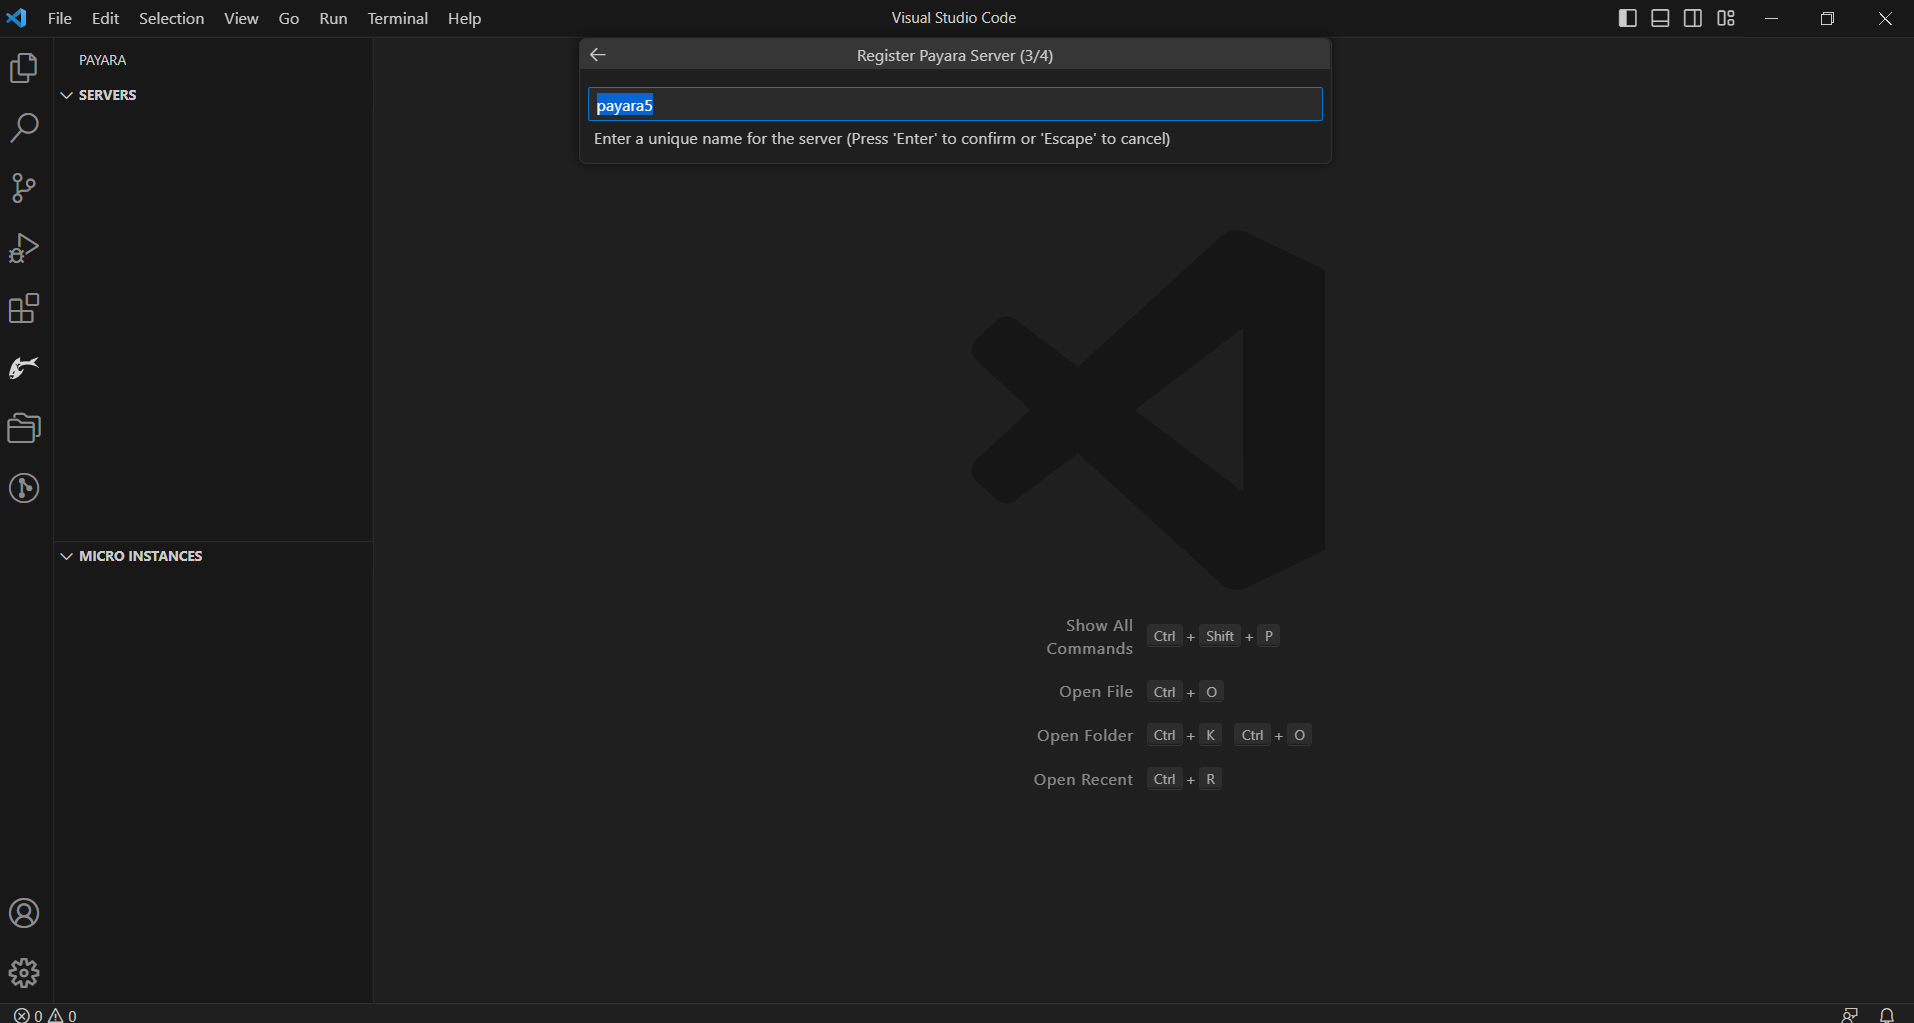 File Edit Selection View Go Run Terminal Help
Visual Studio Code
PAYARA
SERVERS
Register Payara Server (3/4)
payara5
Enter a unique name for the server (Press 'Enter' to confirm or 'Escape' to cancel)
MICRO INSTANCES
Show All
Commands
Ctrl + Shift + P
Open File Ctrl + O
Open Folder Ctrl + K Ctrl + O
Open Recent Ctrl + R
0 0